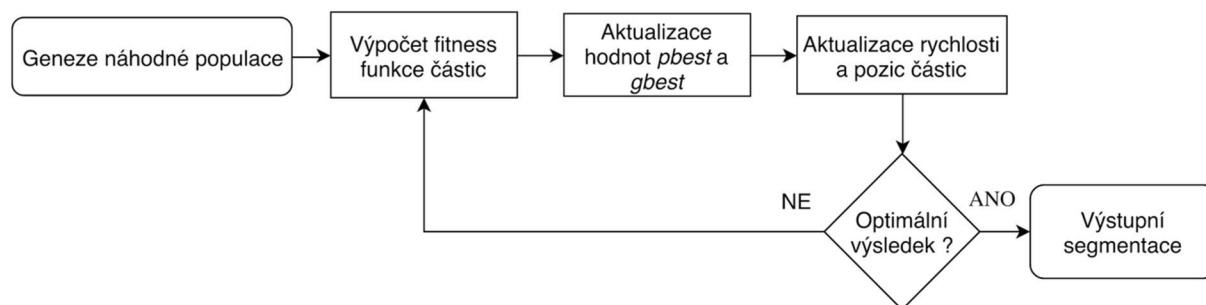 Geneze náhodné populace
Výpočet fitness
funkce částic
Aktualizace
hodnot pbest a
gbest
Aktualizace rychlosti
a pozic částic
NE
Optimální
výsledek ?
ANO
Výstupní
segmentace